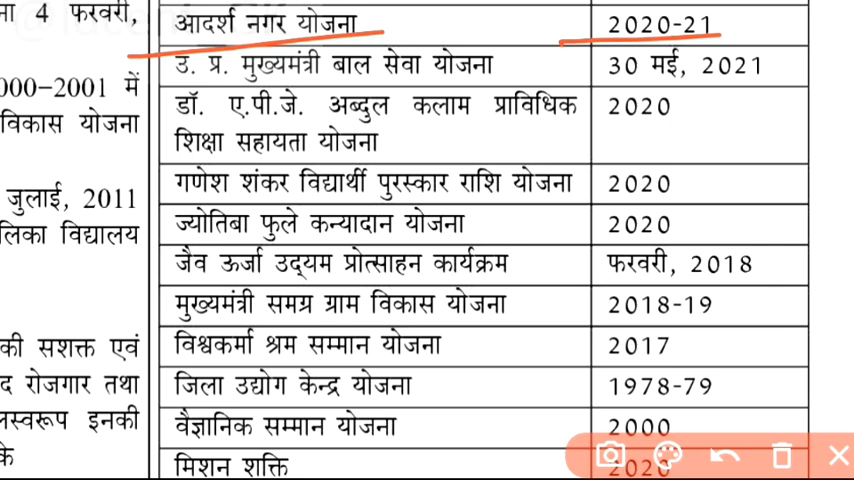 मा 4 फरवरी,
000–2001 में
विकास योजना
जुलाई, 2011
लिका विद्यालय
की सशक्त एवं
द रोजगार तथा
लस्वरूप इनकी
के
आदर्श नगर योजना 2020-21
उ. प्र. मुख्यमंत्री बाल सेवा योजना 30 मई, 2021
डॉ. ए.पी.जे. अब्दुल कलाम प्राविधिक 2020
शिक्षा सहायता योजना
गणेश शंकर विद्यार्थी पुरस्कार राशि योजना 2020
ज्योतिबा फुले कन्यादान योजना 2020
जैव ऊर्जा उद्यम प्रोत्साहन कार्यक्रम फरवरी, 2018
मुख्यमंत्री समग्र ग्राम विकास योजना 2018-19
विश्वकर्मा श्रम सम्मान योजना 2017
जिला उद्योग केन्द्र योजना 1978-79
वैज्ञानिक सम्मान योजना 2000
मिशन शक्ति 2020